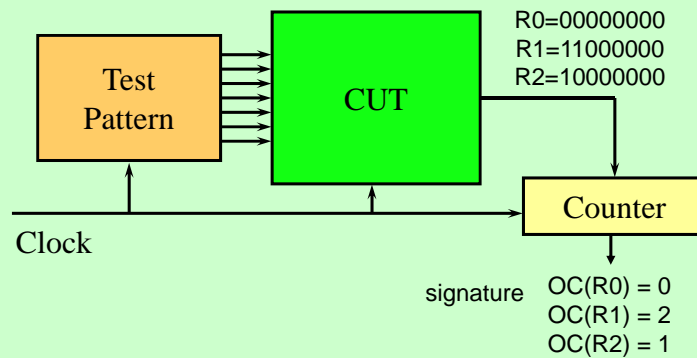 R0=00000000
R1=11000000
R2=10000000
Test
Pattern
CUT
Counter
Clock
signature
OC(R0) = 0
OC(R1) = 2
OC(R2) = 1